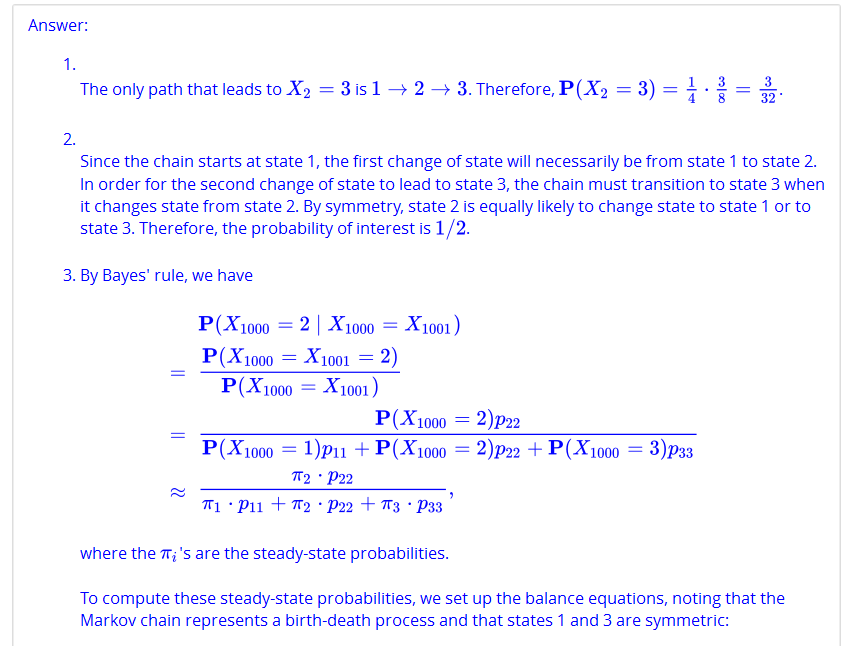 Answer:
1.
The only path that leads to X₂ = 3 is 1 → 2 → 3. Therefore, P(X₂ = 3) = 1/4 · 3/8 = 3/32.
2.
Since the chain starts at state 1, the first change of state will necessarily be from state 1 to state 2.
In order for the second change of state to lead to state 3, the chain must transition to state 3 when
it changes state from state 2. By symmetry, state 2 is equally likely to change state to state 1 or to
state 3. Therefore, the probability of interest is 1/2.
3. By Bayes' rule, we have
P(X₁₀₀₀ = 2 | X₁₀₀₀ = X₁₀₀₁)
= P(X₁₀₀₀ = X₁₀₀₁ = 2) / P(X₁₀₀₀ = X₁₀₀₁)
= P(X₁₀₀₀ = 2)p₂₂ / P(X₁₀₀₀ = 1)p₁₁ + P(X₁₀₀₀ = 2)p₂₂ + P(X₁₀₀₀ = 3)p₃₃
≈ π₂ · p₂₂ / π₁ · p₁₁ + π₂ · p₂₂ + π₃ · p₃₃ ,
where the πᵢ's are the steady-state probabilities.
To compute these steady-state probabilities, we set up the balance equations, noting that the
Markov chain represents a birth-death process and that states 1 and 3 are symmetric: